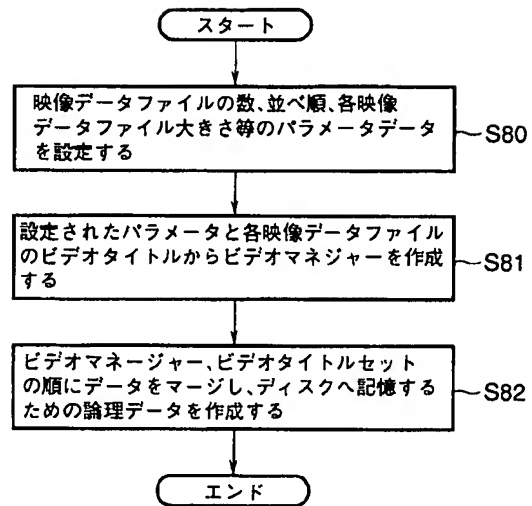 スタート
映像データファイルの数、並べ順、各映像
データファイル大きさ等のパラメータデータ
を設定する
S80
設定されたパラメータと各映像データファイル
のビデオタイトルからビデオマネジャーを作成
する
S81
ビデオマネージャー、ビデオタイトルセット
の順にデータをマージし、ディスクへ記憶する
ための論理データを作成する
S82
エンド